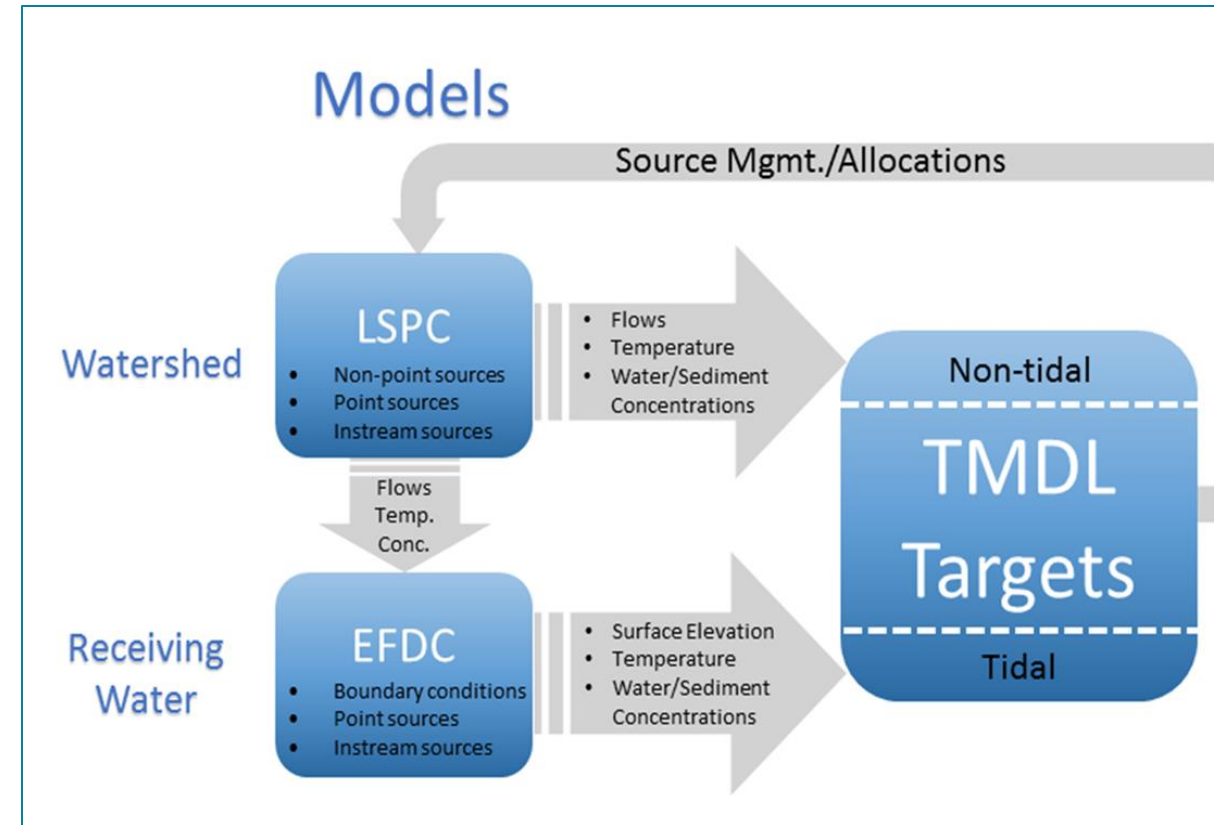 Models
Source Mgmt./Allocations
Watershed
LSPC
• Non-point sources
• Point sources
• Instream sources
• Flows
• Temperature
• Water/Sediment
Concentrations
Flows
Temp.
Conc.
Receiving
Water
EFDC
• Boundary conditions
• Point sources
• Instream sources
• Surface Elevation
• Temperature
• Water/Sediment
Concentrations
Non-tidal
TMDL
Targets
Tidal